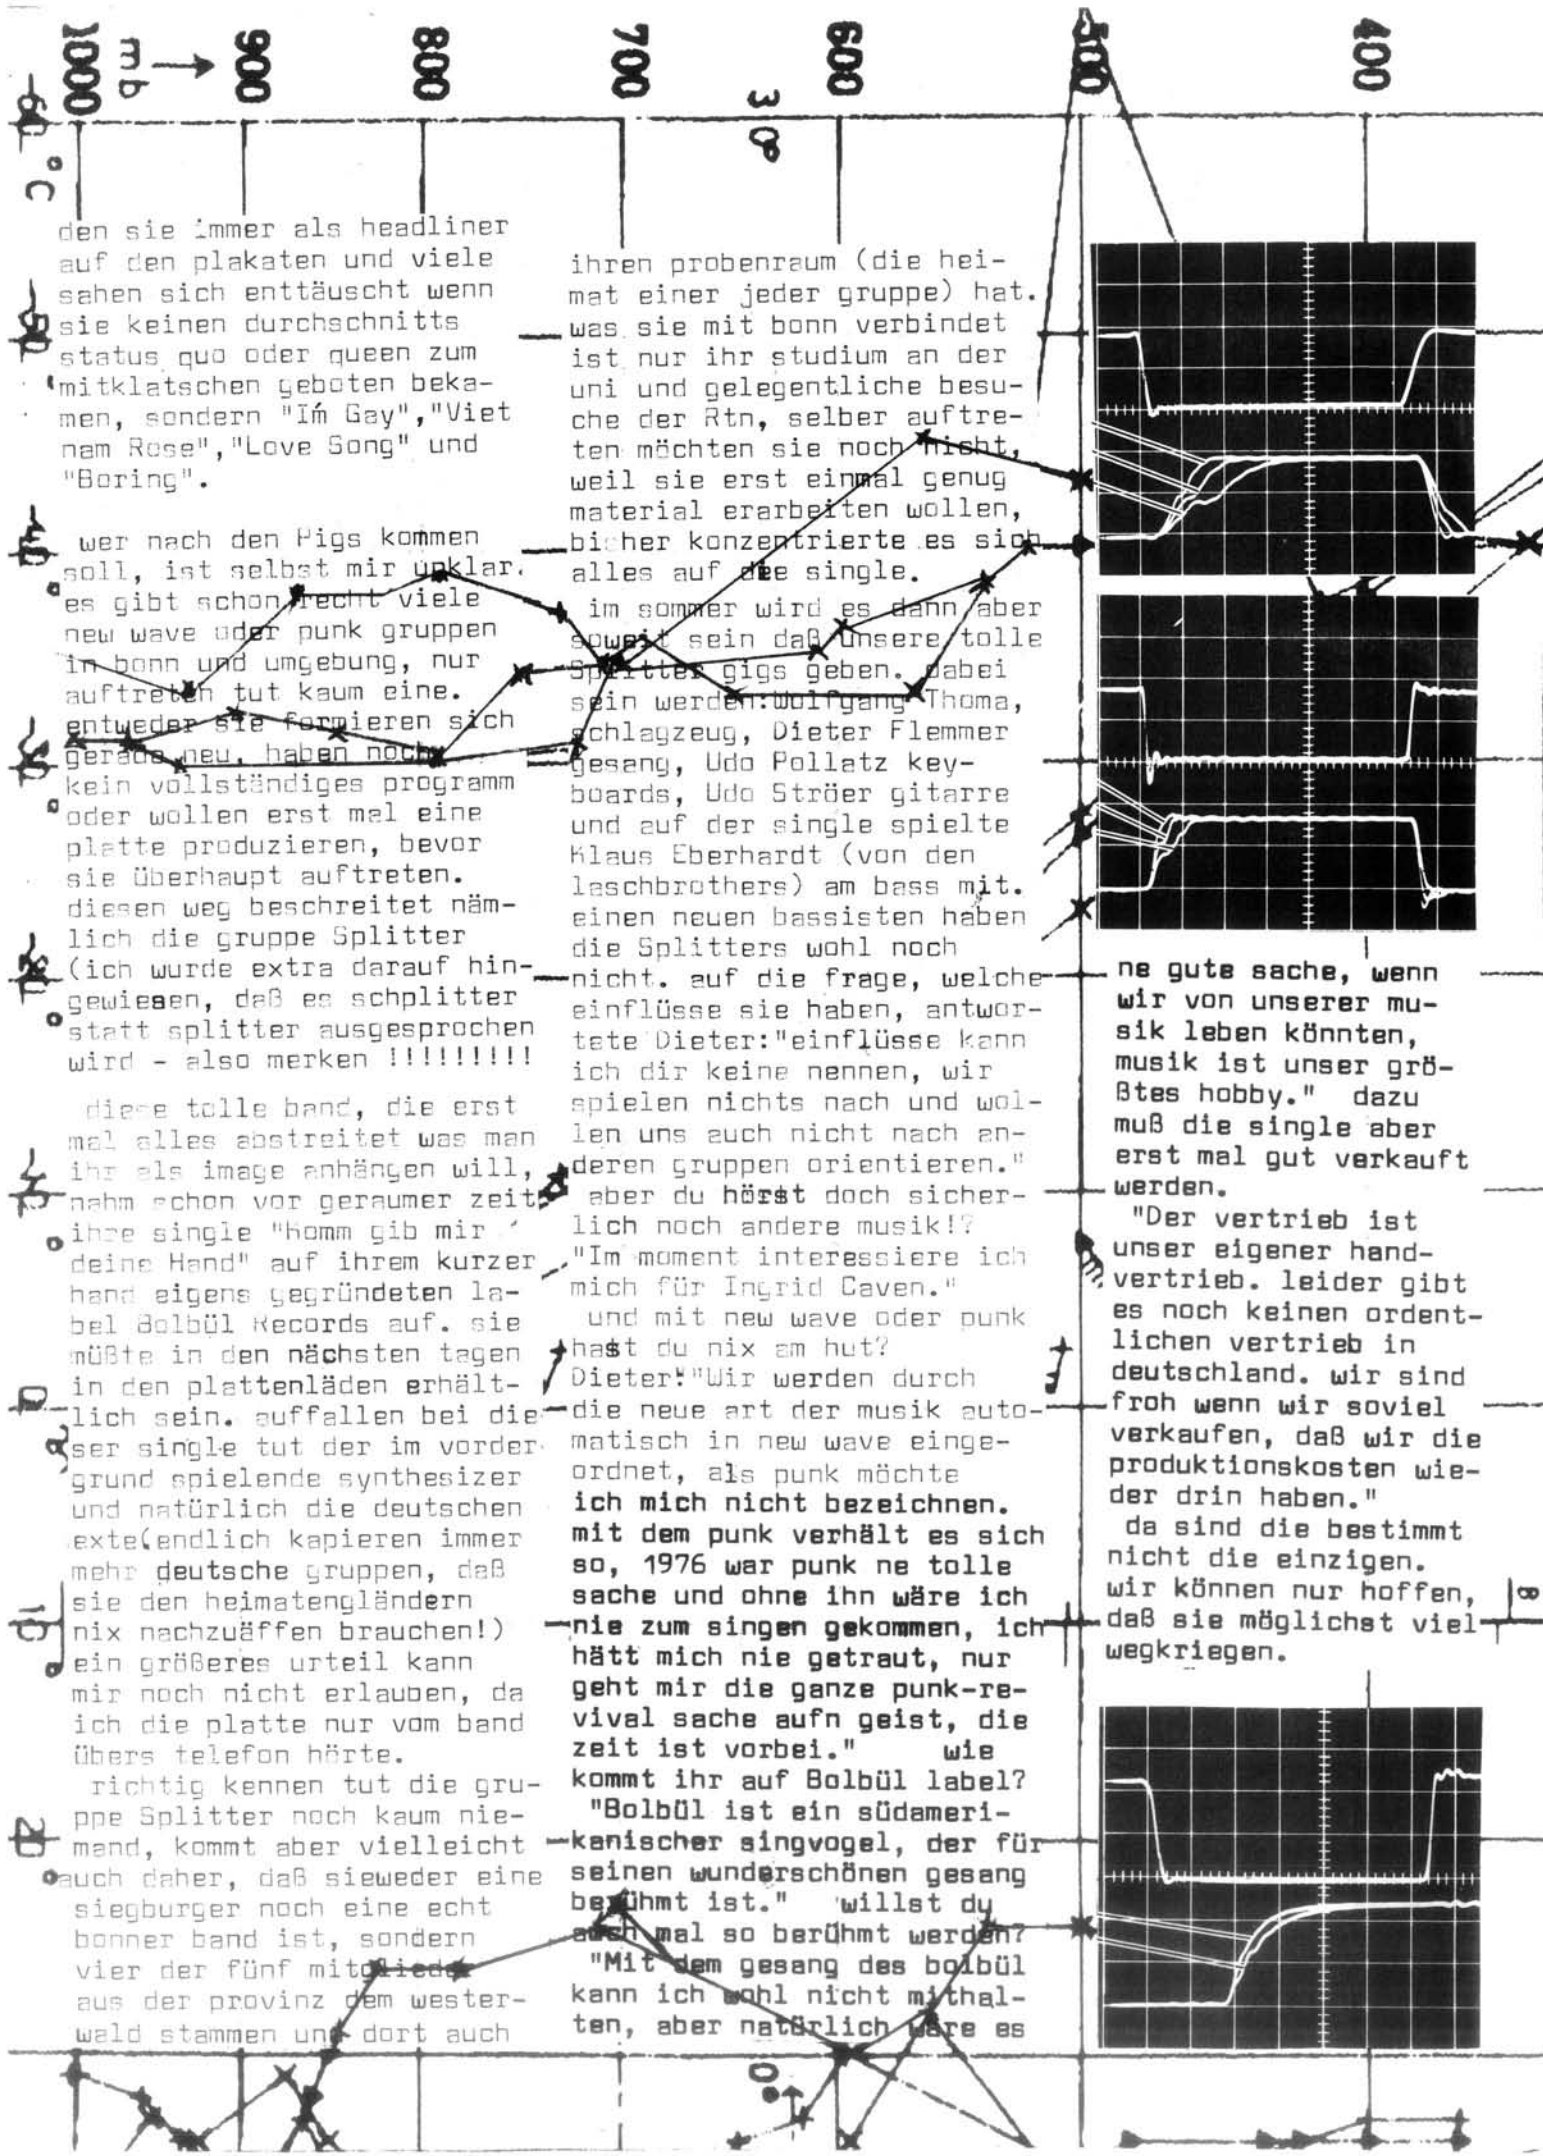 1000
mb
900
800
700
600
500
400
30°
-60 °C
den sie immer als headliner
auf den plakaten und viele
sahen sich enttäuscht wenn
sie keinen durchschnitts
status quo oder queen zum
mitklatschen geboten beka-
men, sondern "Im Gay","Viet
nam Rose","Love Song" und
"Boring".
wer nach den Pigs kommen
soll, ist selbst mir unklar.
es gibt schon recht viele
new wave oder punk gruppen
in bonn und umgebung, nur
auftreten tut kaum eine.
entweder sie formieren sich
gerade neu, haben noch
kein vollständiges programm
oder wollen erst mal eine
platte produzieren, bevor
sie überhaupt auftreten.
diesen weg beschreitet näm-
lich die gruppe Splitter
(ich wurde extra darauf hin-
gewiesen, daß es schplitter
statt splitter ausgesprochen
wird - also merken !!!!!!!!!
diese tolle band, die erst
mal alles abstreitet was man
ihr als image anhängen will,
nahm schon vor geraumer zeit
ihre single "Komm gib mir
deine Hand" auf ihrem kurzer
hand eigens gegründeten la-
bel Bolbül Records auf. sie
müßte in den nächsten tagen
in den plattenläden erhält-
lich sein. auffallen bei die
ser single tut der im vorder
grund spielende synthesizer
und natürlich die deutschen
exte(endlich kapieren immer
mehr deutsche gruppen, daß
sie den heimatengländern
nix nachzuäffen brauchen!)
ein größeres urteil kann
mir noch nicht erlauben, da
ich die platte nur vom band
übers telefon hörte.
richtig kennen tut die gru-
ppe Splitter noch kaum nie-
mand, kommt aber vielleicht
auch daher, daß sieweder eine
siegburger noch eine echt
bonner band ist, sondern
vier der fünf mitglieder
aus der provinz dem wester-
wald stammen und dort auch
ihren probenraum (die hei-
mat einer jeder gruppe) hat.
was sie mit bonn verbindet
ist nur ihr studium an der
uni und gelegentliche besu-
che der Rtn, selber auftre-
ten möchten sie noch nicht,
weil sie erst einmal genug
material erarbeiten wollen,
bicher konzentrierte es sich
alles auf die single.
im sommer wird es dann aber
soweit sein daß unsere tolle
Splitter gigs geben. dabei
sein werden:Wolfgang Thoma,
schlagzeug, Dieter Flemmer
gesang, Udo Pollatz key-
boards, Udo Ströer gitarre
und auf der single spielte
Klaus Eberhardt (von den
laschbrothers) am bass mit.
einen neuen bassisten haben
die Splitters wohl noch
nicht. auf die frage, welche
einflüsse sie haben, antwor-
tete Dieter:"einflüsse kann
ich dir keine nennen, wir
spielen nichts nach und wol-
len uns auch nicht nach an-
deren gruppen orientieren."
aber du hörst doch sicher-
lich noch andere musik!?
"Im moment interessiere ich
mich für Ingrid Caven."
und mit new wave oder punk
hast du nix am hut?
Dieter:"Wir werden durch
die neue art der musik auto-
matisch in new wave einge-
ordnet, als punk möchte
ich mich nicht bezeichnen.
mit dem punk verhält es sich
so, 1976 war punk ne tolle
sache und ohne ihn wäre ich
nie zum singen gekommen, ich
hätt mich nie getraut, nur
geht mir die ganze punk-re-
vival sache aufn geist, die
zeit ist vorbei." wie
kommt ihr auf Bolbül label?
"Bolbül ist ein südameri-
kanischer singvogel, der für
seinen wunderschönen gesang
berühmt ist." willst du
auch mal so berühmt werden?
"Mit dem gesang des bolbül
kann ich wohl nicht mithal-
ten, aber natürlich wäre es
ne gute sache, wenn
wir von unserer mu-
sik leben könnten,
musik ist unser grö-
ßtes hobby." dazu
muß die single aber
erst mal gut verkauft
werden.
"Der vertrieb ist
unser eigener hand-
vertrieb. leider gibt
es noch keinen ordent-
lichen vertrieb in
deutschland. wir sind
froh wenn wir soviel
verkaufen, daß wir die
produktionskosten wie-
der drin haben."
da sind die bestimmt
nicht die einzigen.
wir können nur hoffen,
daß sie möglichst viel
wegkriegen.
8
0°